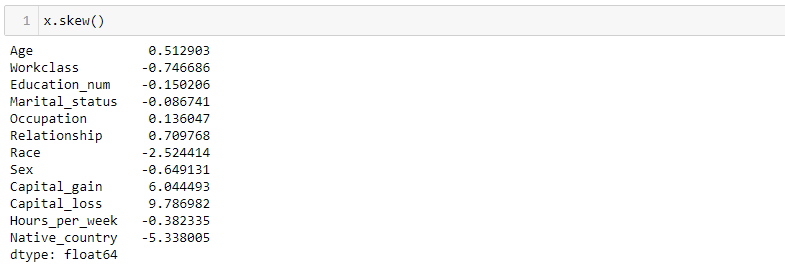 1 x.skew()
Age 0.512903
Workclass -0.746686
Education_num -0.150206
Marital_status -0.086741
Occupation 0.136047
Relationship 0.709768
Race -2.524414
Sex -0.649131
Capital_gain 6.044493
Capital_loss 9.786982
Hours_per_week -0.382335
Native_country -5.338005
dtype: float64